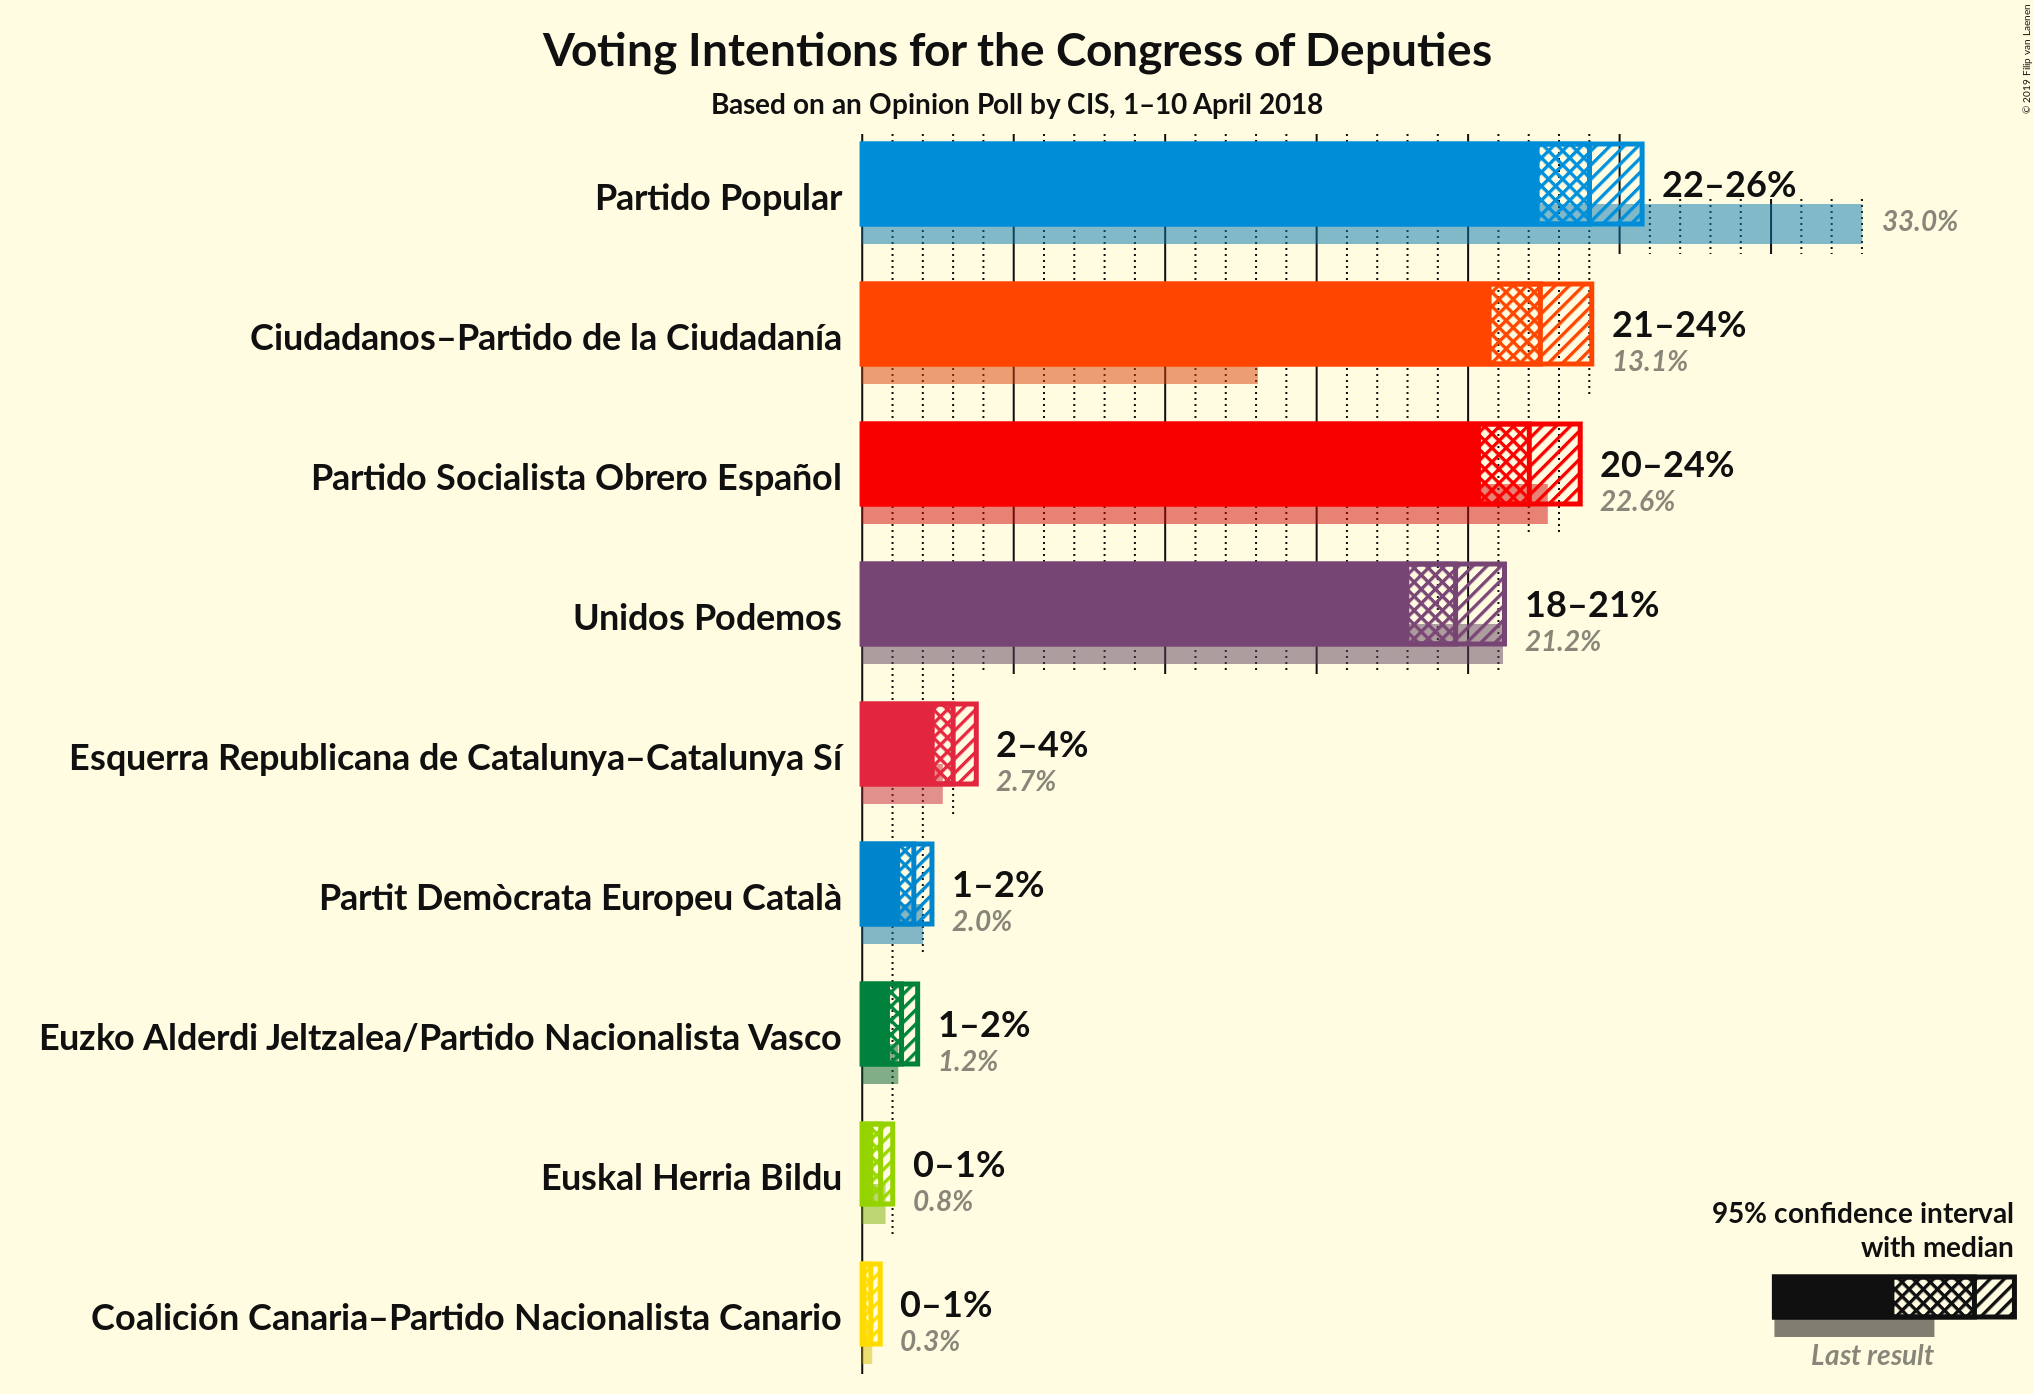 Voting Intentions for the Congress of Deputies
Based on an Opinion Poll by CIS, 1–10 April 2018
© 2019 Filip van Laenen
Partido Popular
22–26%
33.0%
Ciudadanos–Partido de la Ciudadanía
21–24%
13.1%
Partido Socialista Obrero Español
20–24%
22.6%
Unidos Podemos
18–21%
21.2%
Esquerra Republicana de Catalunya–Catalunya Sí
2–4%
2.7%
Partit Demòcrata Europeu Català
1–2%
2.0%
Euzko Alderdi Jeltzalea/Partido Nacionalista Vasco
1–2%
1.2%
Euskal Herria Bildu
0–1%
0.8%
Coalición Canaria–Partido Nacionalista Canario
0–1%
0.3%
95% confidence interval
with median
Last result